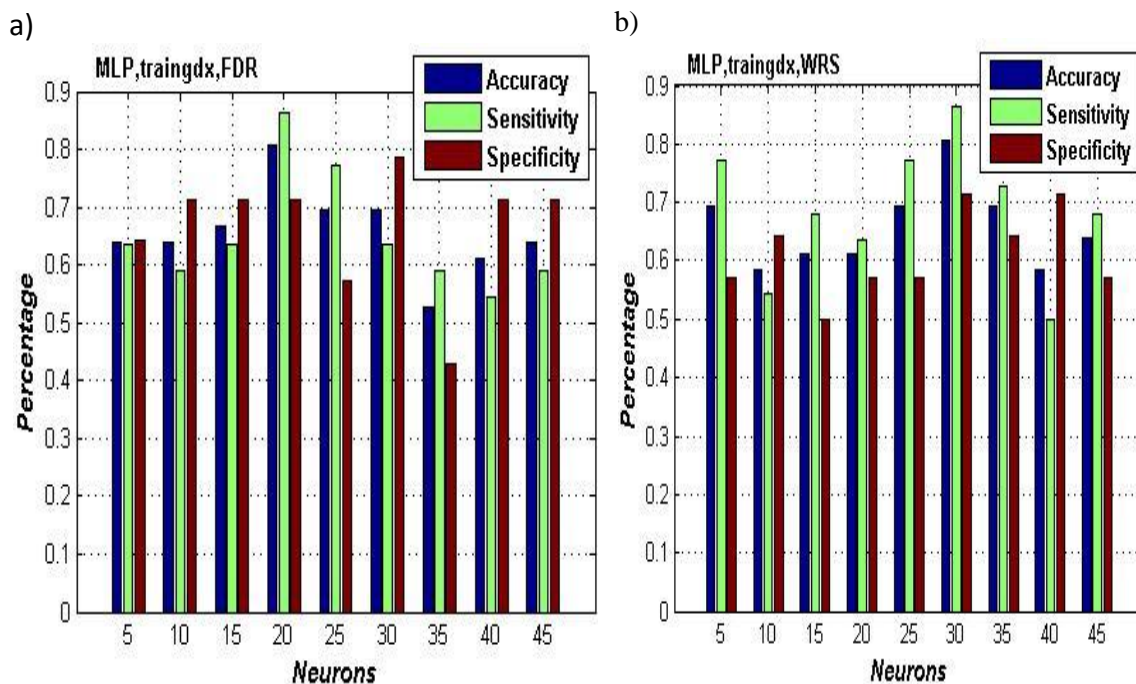 a)
MLP,traingdx,FDR
Accuracy
Sensitivity
Specificity
0.9
0.8
0.7
0.6
0.5
0.4
0.3
0.2
0.1
0
Percentage
5 10 15 20 25 30 35 40 45
Neurons
b)
MLP,traingdx,WRS
Accuracy
Sensitivity
Specificity
0.9
0.8
0.7
0.6
0.5
0.4
0.3
0.2
0.1
0
Percentage
5 10 15 20 25 30 35 40 45
Neurons